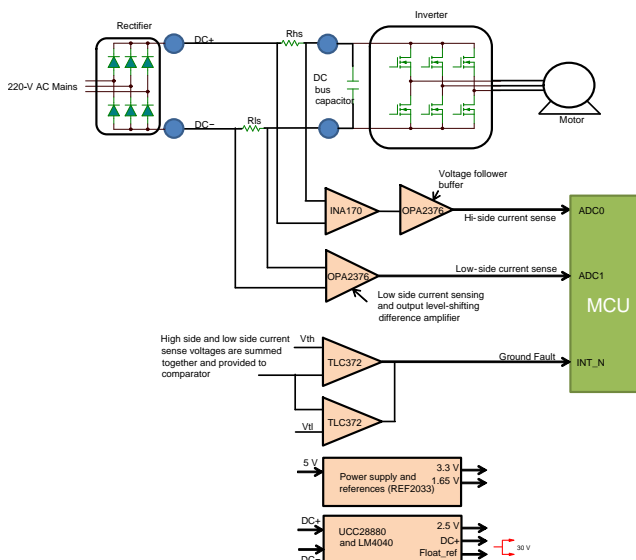 Rectifier
DC+
Rhs
Inverter
220-V AC Mains
DC
bus
capacitor
DC−
Rls
Motor
Voltage follower
buffer
INA170
OPA2376
Hi-side current sense
ADC0
OPA2376
Low-side current sense
ADC1
MCU
Low side current sensing
and output level-shifting
difference amplifier
High side and low side current
sense voltages are summed
together and provided to
comparator
Vth
TLC372
Ground Fault
INT_N
Vtl
TLC372
5 V
Power supply and
references (REF2033)
3.3 V
1.65 V
DC+
UCC28880
and LM4040
2.5 V
DC+
Float_ref
30 V
DC−